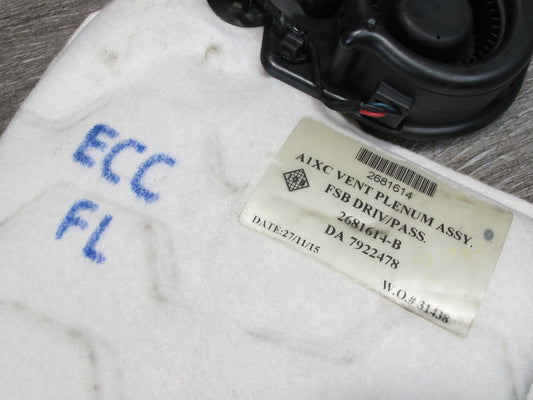 ECC
FL
2681614
A1XC VENT PLENUM ASSY.
FSB DRIV/PASS.
2681614-B
DA 7922478
DATE:27/11/15
W.O.# 31438